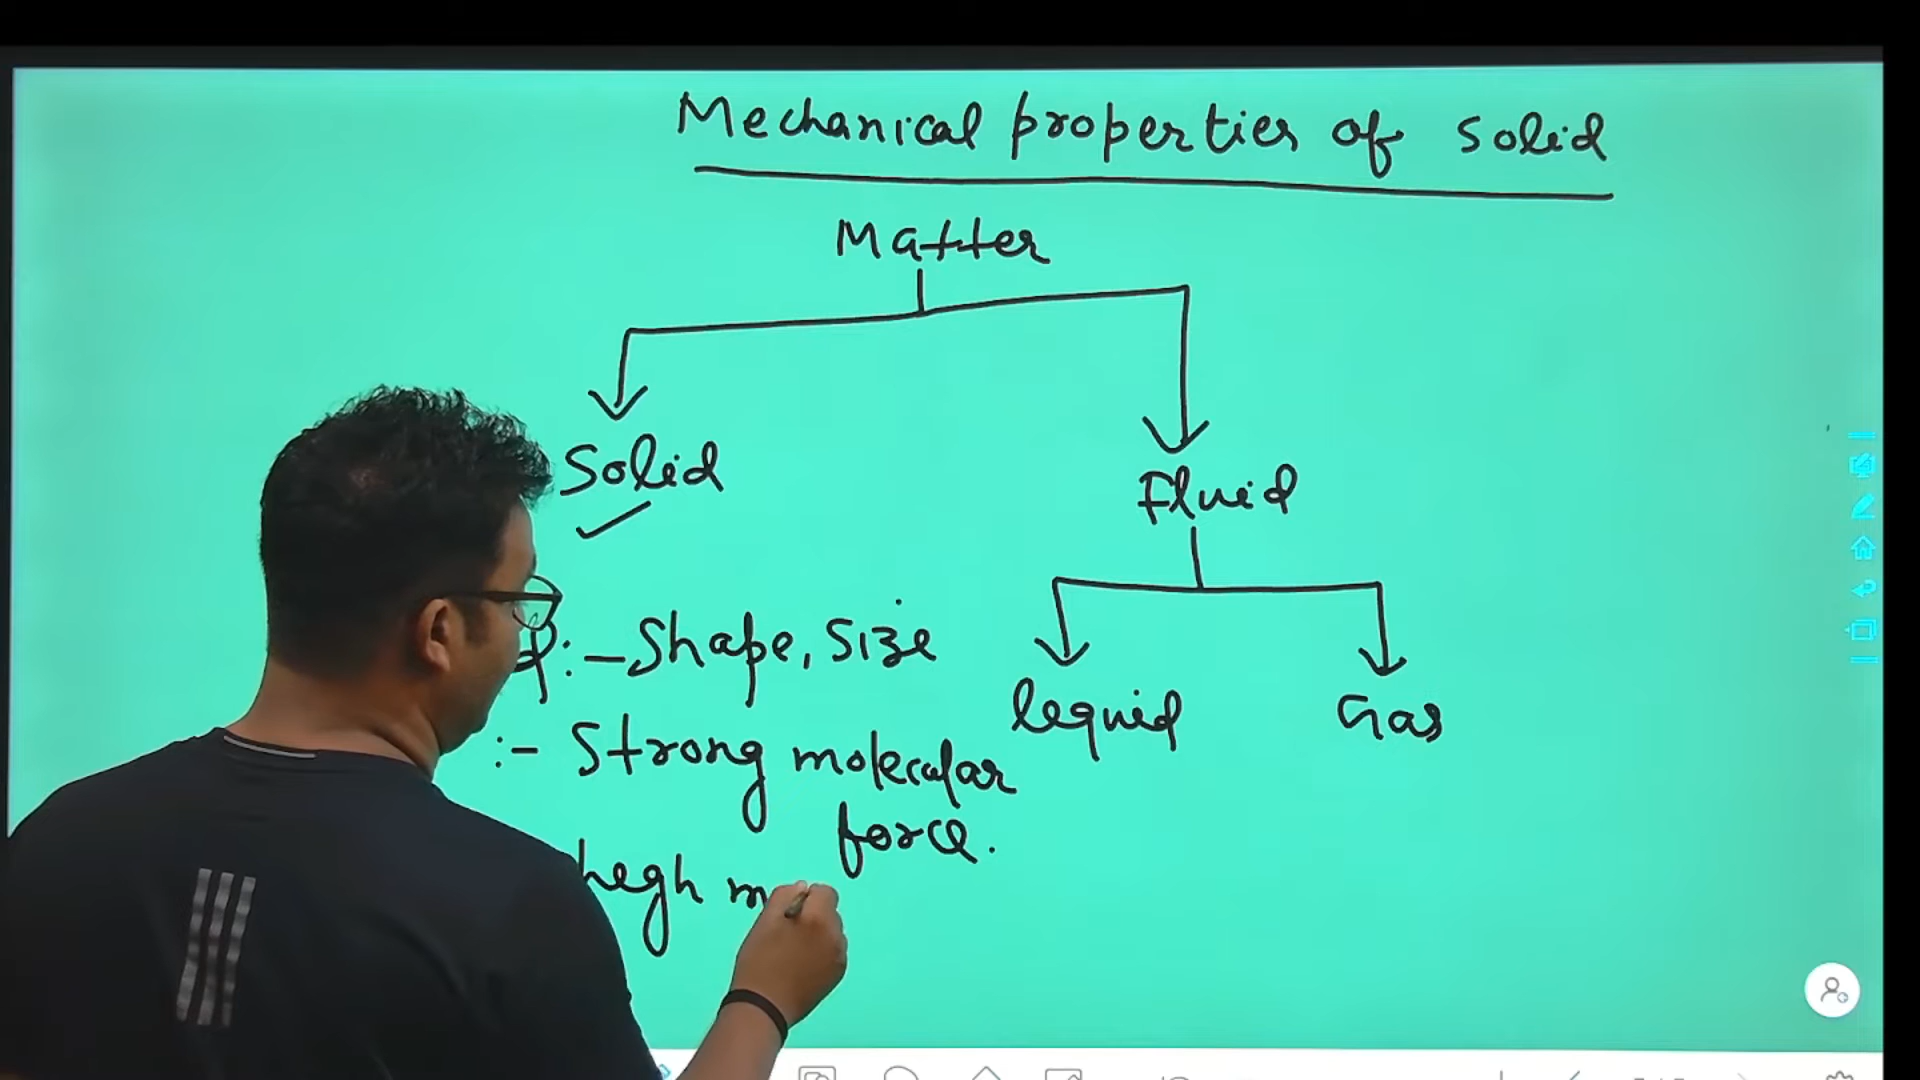 Mechanical properties of solid
Matter
Solid
Fluid
:- Shape, Size
liquid
Gas
:- Strong molecular
force.
high m